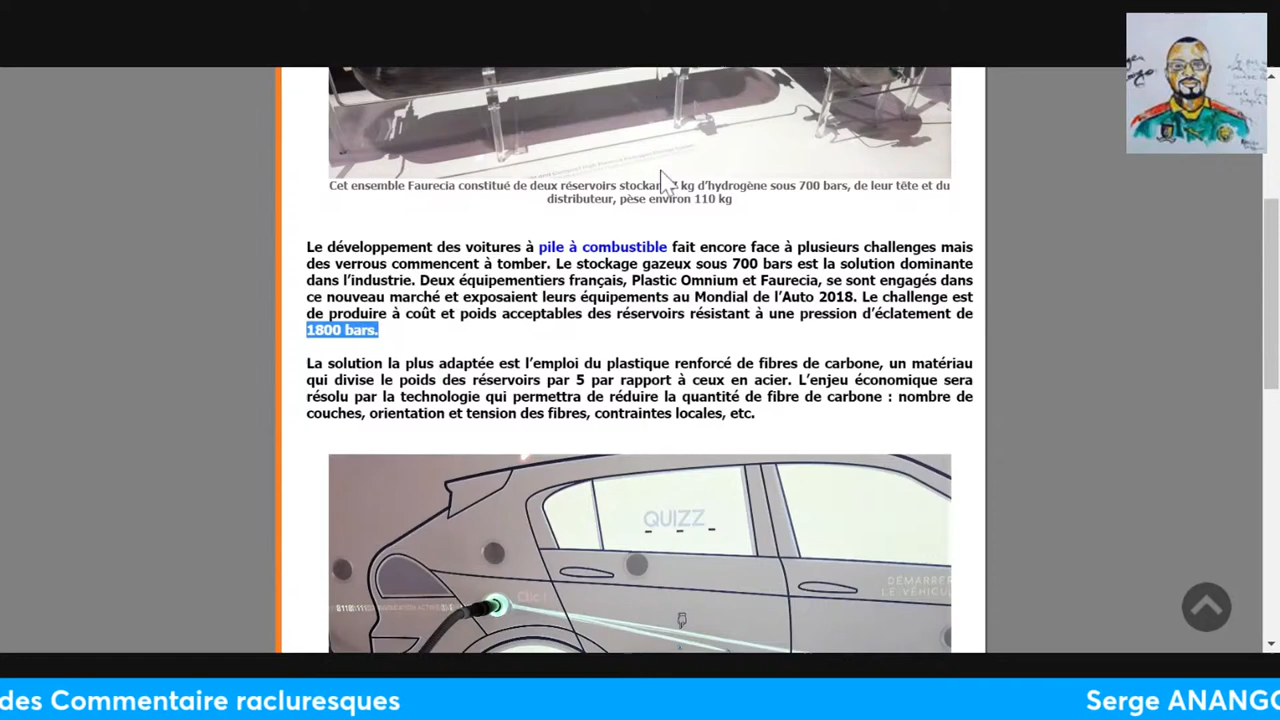 Cet ensemble Faurecia constitué de deux réservoirs kg d’hydrogène sous 700 bars, de leur tête et du
distributeur, pèse environ 110 kg
Le développement des voitures à pile à combustible fait encore face à plusieurs challenges mais
des verrous commencent à tomber. Le stockage gazeux sous 700 bars est la solution dominante
dans l’industrie. Deux équipementiers français, Plastic Omnium et Faurecia, se sont engagés dans
ce nouveau marché et exposaient leurs équipements au Mondial de l’Auto 2018. Le challenge est
de produire à coût et poids acceptables des réservoirs résistant à une pression d’éclatement de
1800 bars.
La solution la plus adaptée est l’emploi du plastique renforcé de fibres de carbone, un matériau
qui divise le poids des réservoirs par 5 par rapport à ceux en acier. L’enjeu économique sera
résolu par la technologie qui permettra de réduire la quantité de fibre de carbone : nombre de
couches, orientation et tension des fibres, contraintes locales, etc.
QUIZZ
DÉMARRER
LE VÉHICUL
Clic !
des Commentaire racluresques
Serge ANANGO